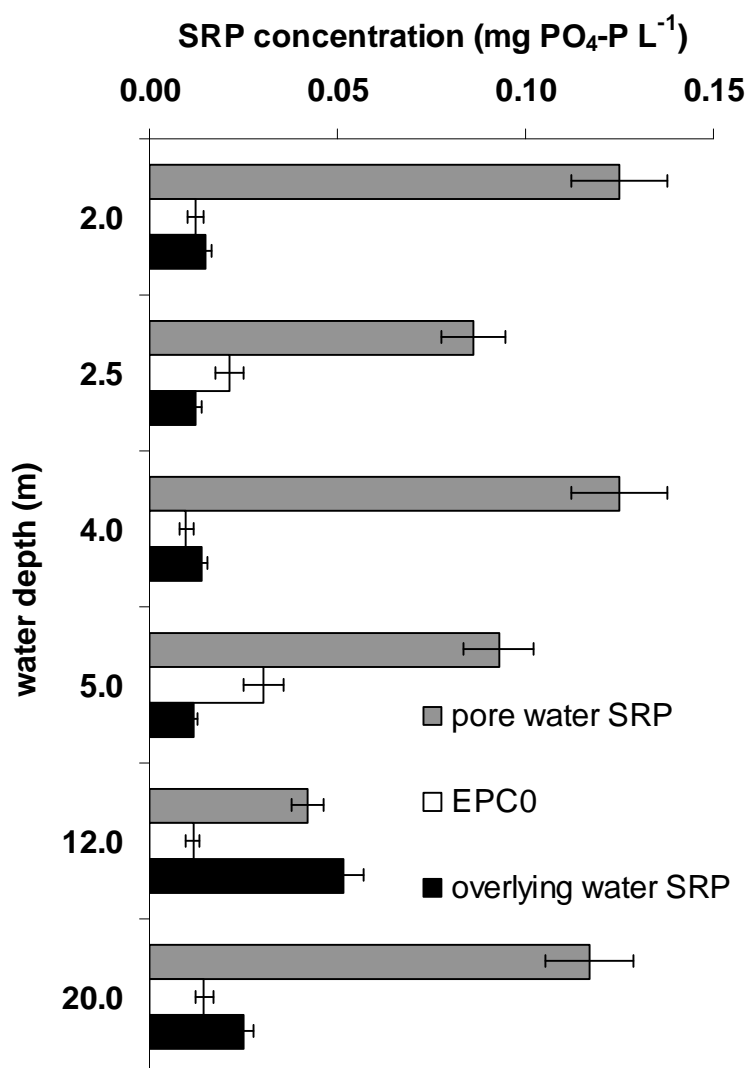 SRP concentration (mg PO₄-P L⁻¹)
0.00 0.05 0.10 0.15
2.0
2.5
4.0
5.0
12.0
20.0
water depth (m)
pore water SRP
EPC0
overlying water SRP